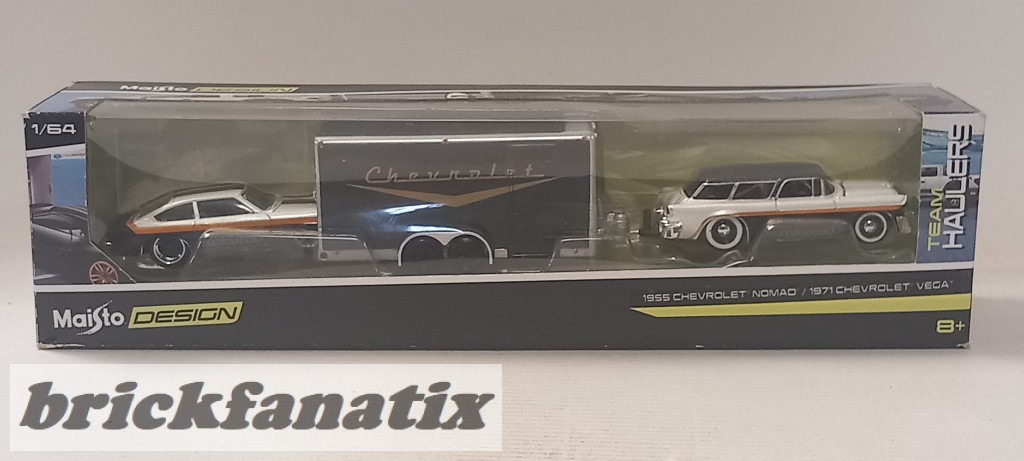 Maisto DESIGN
1/64
Chevrolet
TEAM
HAULERS
1955 CHEVROLET NOMAD / 1971 CHEVROLET VEGA
Maisto DESIGN
8+
brickfanatix